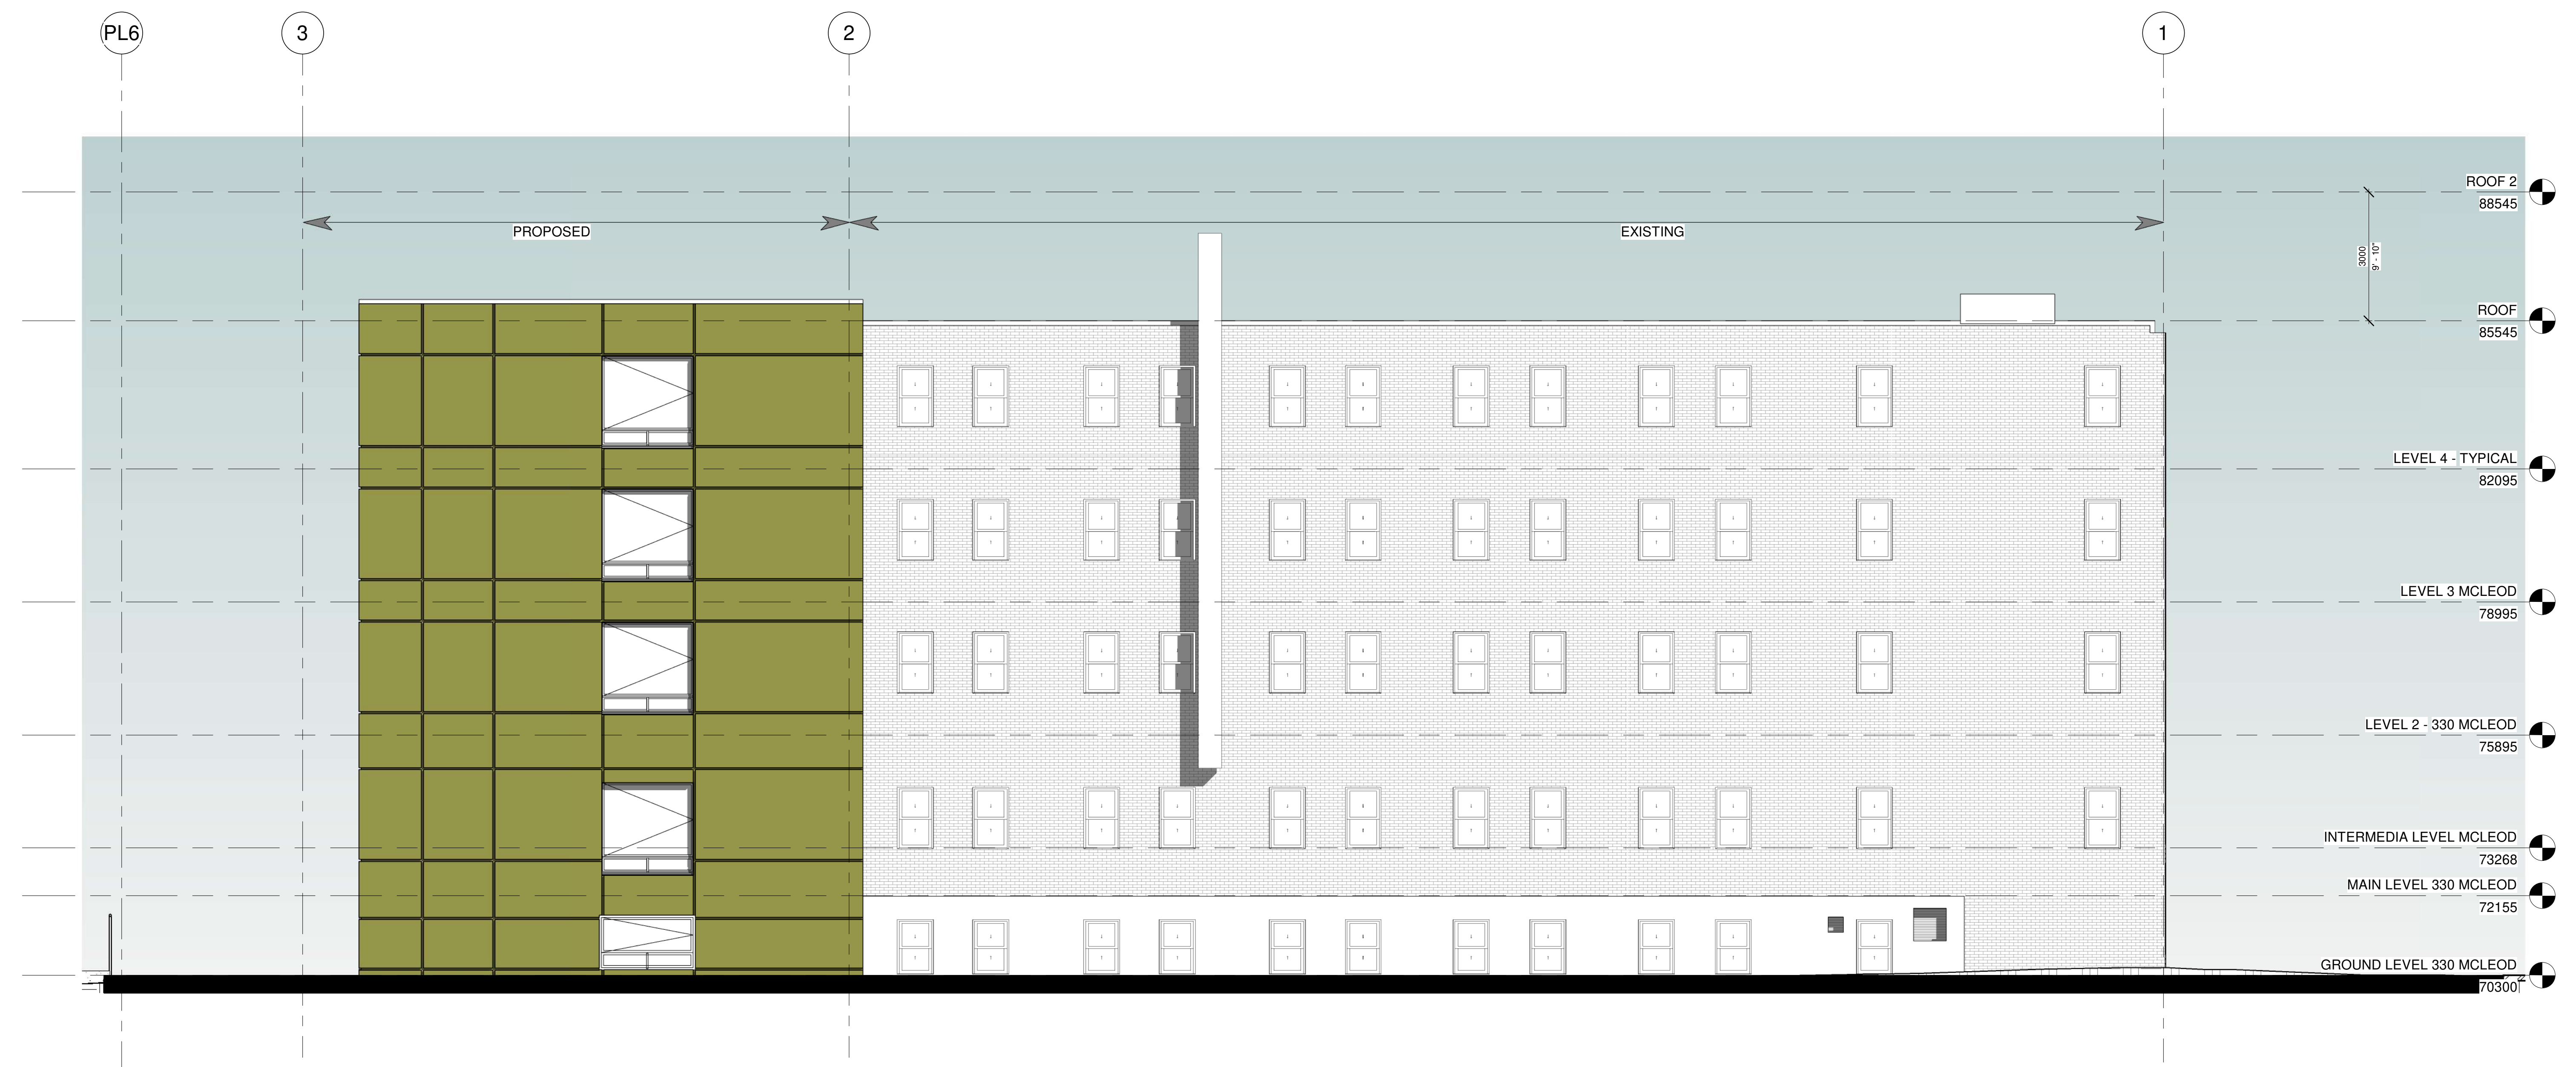 PL6
3
2
1
ROOF 2
88545
PROPOSED
EXISTING
3000
9' - 10"
ROOF
85545
LEVEL 4 - TYPICAL
82095
LEVEL 3 MCLEOD
78995
LEVEL 2 - 330 MCLEOD
75895
INTERMEDIA LEVEL MCLEOD
73268
MAIN LEVEL 330 MCLEOD
72155
GROUND LEVEL 330 MCLEOD
70300